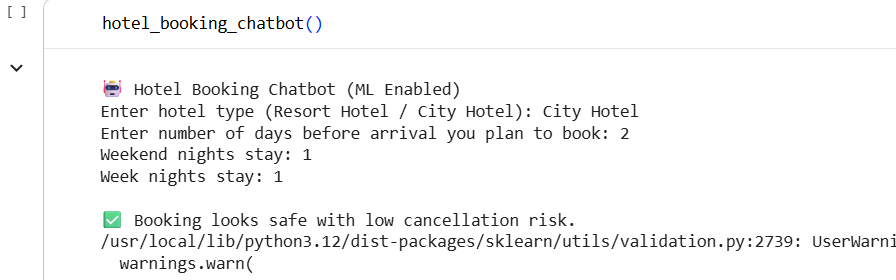 [ ]
hotel_booking_chatbot()
🤖 Hotel Booking Chatbot (ML Enabled)
Enter hotel type (Resort Hotel / City Hotel): City Hotel
Enter number of days before arrival you plan to book: 2
Weekend nights stay: 1
Week nights stay: 1
✅ Booking looks safe with low cancellation risk.
/usr/local/lib/python3.12/dist-packages/sklearn/utils/validation.py:2739: UserWarni
warnings.warn(